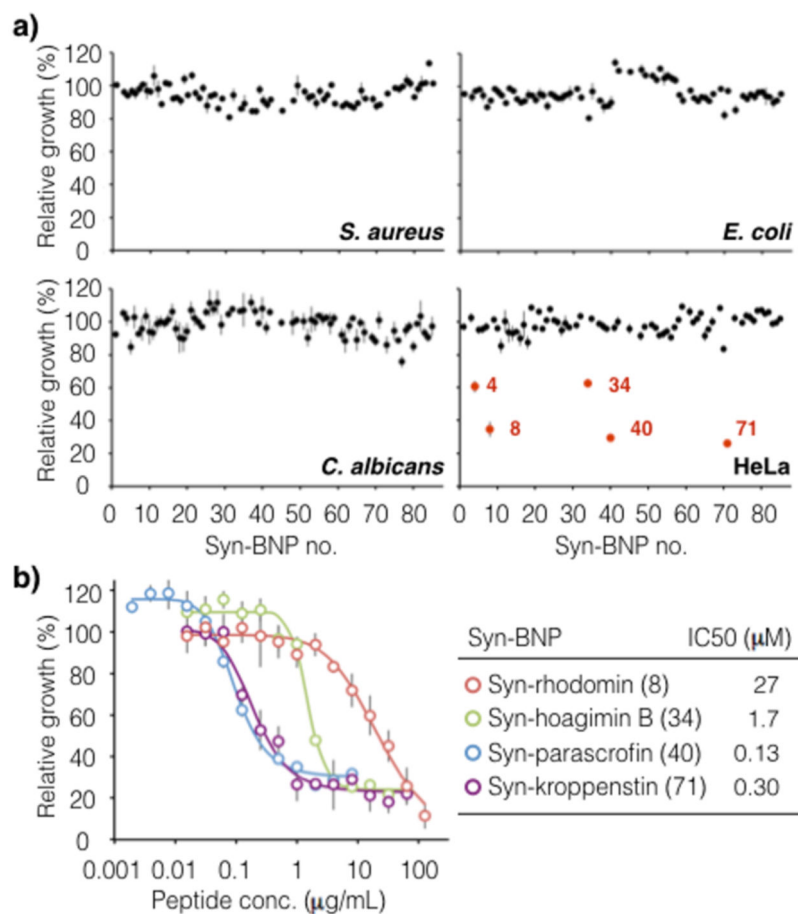 a)
Relative growth (%)
120
100
80
60
40
20
0
S. aureus
E. coli
Relative growth (%)
120
100
80
60
40
20
0
C. albicans
4
34
8
40
71
HeLa
0 10 20 30 40 50 60 70 80
0 10 20 30 40 50 60 70 80
Syn-BNP no.
Syn-BNP no.
b)
Relative growth (%)
120
100
80
60
40
20
0
0.001 0.01 0.1 1 10 100
Peptide conc. (μg/mL)
Syn-BNP IC50 (μM)
Syn-rhodomin (8) 27
Syn-hoagimin B (34) 1.7
Syn-parascrofin (40) 0.13
Syn-kroppenstin (71) 0.30